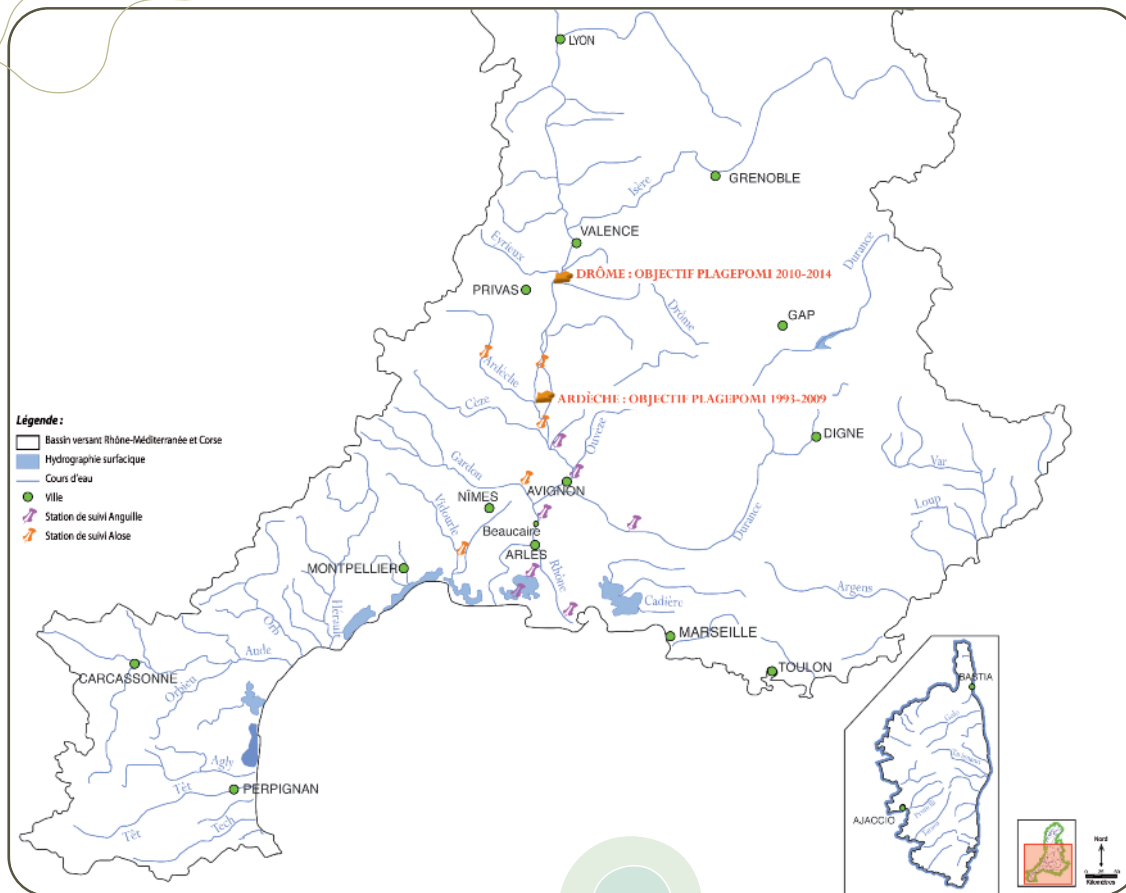 LYON
GRENOBLE
Isère
VALENCE
Eyrieux
Durance
DRÔME : OBJECTIF PLAGEPOMI 2010-2014
PRIVAS
Drôme
GAP
Ardèche
ARDÈCHE : OBJECTIF PLAGEPOMI 1993-2009
Cèze
Ouvèze
DIGNE
Légende :
Bassin versant Rhône-Méditerranée et Corse
Hydrographie surfacique
Cours d'eau
Ville
Station de suivi Anguille
Station de suivi Alose
Gardon
Var
AVIGNON
NÎMES
Vidourle
Loup
Durance
Beaucaire
ARLES
MONTPELLIER
Rhône
Argens
Cadière
Hérault
Orb
MARSEILLE
Aude
CARCASSONNE
TOULON
Orbieu
BASTIA
Golo
Agly
Têt
PERPIGNAN
AJACCIO
Têt
Tech
Nord
Kilomètres